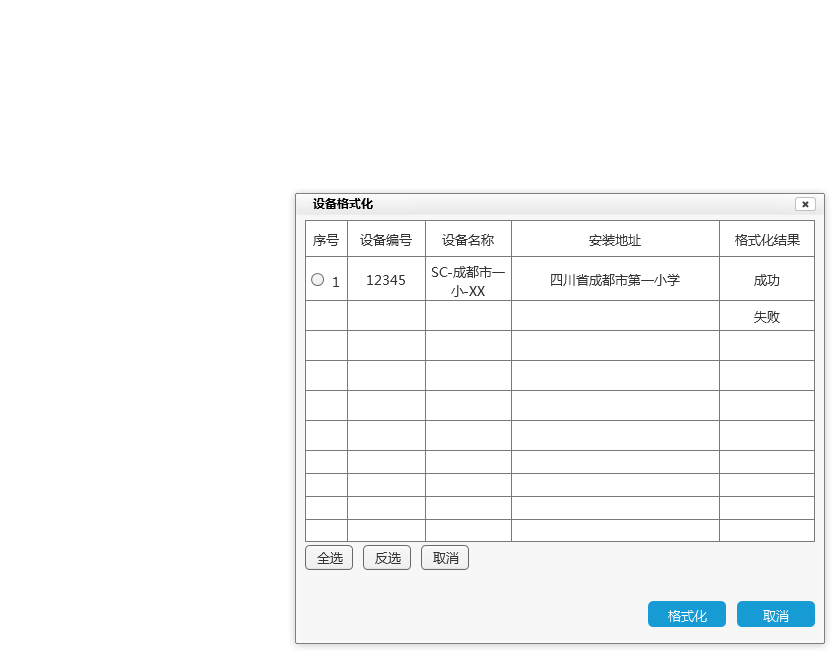 设备格式化
序号 设备编号 设备名称 安装地址 格式化结果
1 12345 SC-成都市一 四川省成都市第一小学 成功
小-XX
失败
全选 反选 取消
格式化 取消